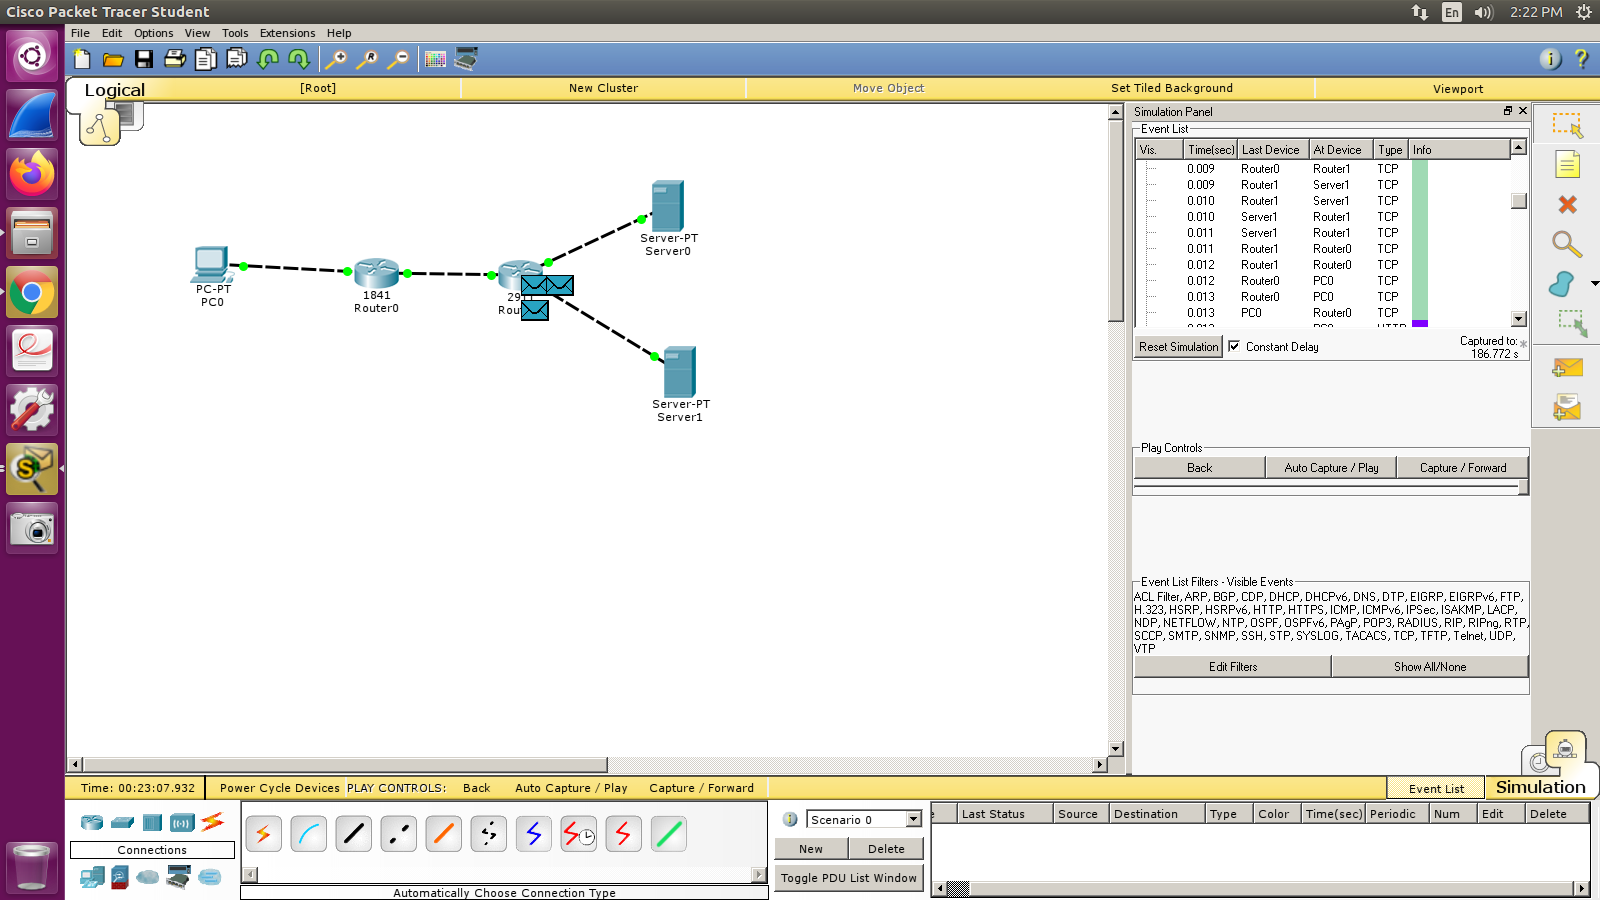 Cisco Packet Tracer Student
En
2:22 PM
File Edit Options View Tools Extensions Help
Logical
[Root]
New Cluster
Move Object
Set Tiled Background
Viewport
Simulation Panel
Event List
Vis. Time(sec) Last Device At Device Type Info
0.009 Router0 Router1 TCP
0.009 Router1 Server1 TCP
0.010 Router1 Server1 TCP
0.010 Server1 Router1 TCP
0.011 Server1 Router1 TCP
0.011 Router1 Router0 TCP
0.012 Router1 Router0 TCP
0.012 Router0 PC0 TCP
0.013 Router0 PC0 TCP
0.013 PC0 Router0 TCP
Reset Simulation
Constant Delay
Captured to:
186.772 s
Server-PT
Server0
PC-PT
PC0
1841
Router0
Server-PT
Server1
Play Controls
Back
Auto Capture / Play
Capture / Forward
Event List Filters - Visible Events
ACL Filter, ARP, BGP, CDP, DHCP, DHCPv6, DNS, DTP, EIGRP, EIGRPv6, FTP,
H.323, HSRP, HSRPv6, HTTP, HTTPS, ICMP, ICMPv6, IPSec, ISAKMP, LACP,
NDP, NETFLOW, NTP, OSPF, OSPFv6, PAgP, POP3, RADIUS, RIP, RIPng, RTP,
SCCP, SMTP, SNMP, SSH, STP, SYSLOG, TACACS, TCP, TFTP, Telnet, UDP,
VTP
Edit Filters
Show All/None
Time: 00:23:07.932
Power Cycle Devices
PLAY CONTROLS:
Back
Auto Capture / Play
Capture / Forward
Event List
Simulation
Connections
Automatically Choose Connection Type
Scenario 0
New
Delete
Toggle PDU List Window
Last Status Source Destination Type Color Time(sec) Periodic Num Edit Delete